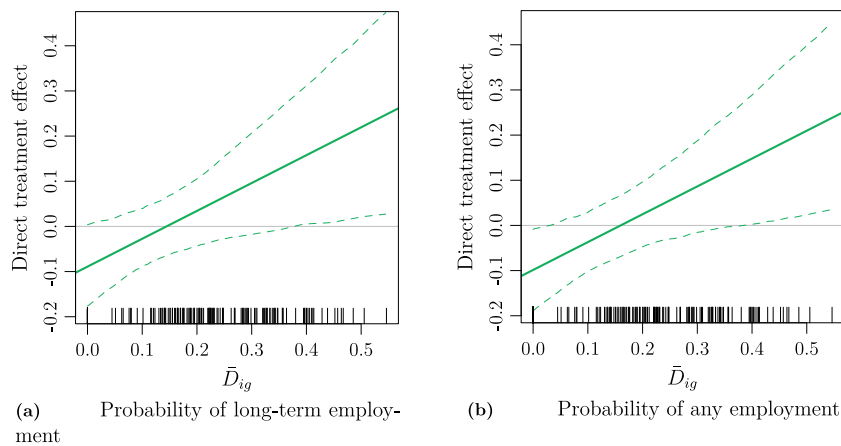 Direct treatment effect
0.4
0.3
0.2
0.1
0.0
-0.1
-0.2
0.0 0.1 0.2 0.3 0.4 0.5
D̄ig
(a) Probability of long-term employ-
ment
Direct treatment effect
0.4
0.3
0.2
0.1
0.0
-0.1
-0.2
0.0 0.1 0.2 0.3 0.4 0.5
D̄ig
(b) Probability of any employment